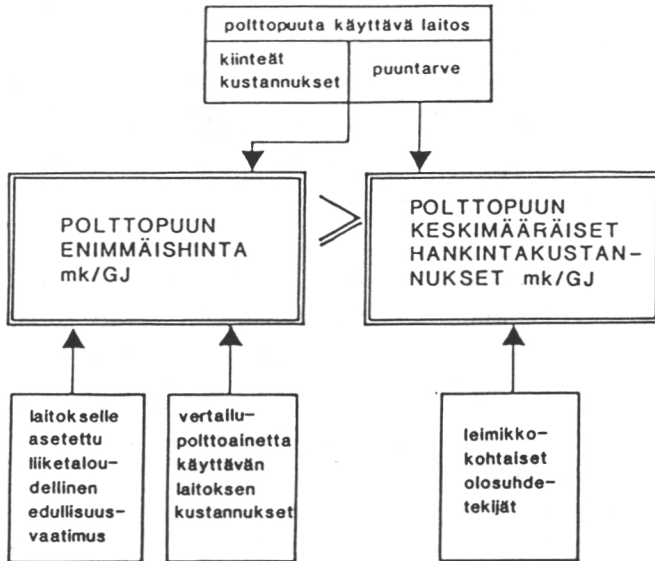 polttopuuta käyttävä laitos
kiinteät
kustannukset
puuntarve
POLTTOPUUN
ENIMMÄISHINTA
mk/GJ
>
POLTTOPUUN
KESKIMÄÄRÄISET
HANKINTAKUSTAN-
NUKSET mk/GJ
laitokselle
asetettu
liiketalou-
dellinen
edullisuus-
vaatimus
vertailu-
polttoainetta
käyttävän
laitoksen
kustannukset
leimikko-
kohtaiset
olosuhde-
tekijät